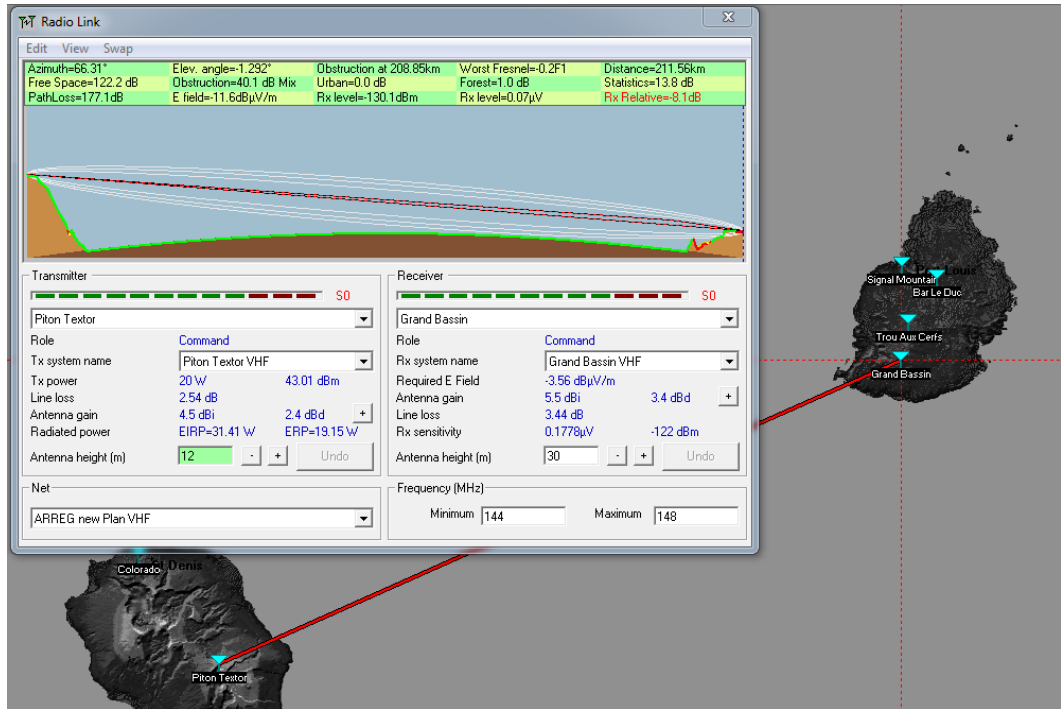 Radio Link
X
Edit View Swap
Azimuth=66.31° Elev. angle=-1.292° Obstruction at 208.85km Worst Fresnel=-0.2F1 Distance=211.56km
Free Space=122.2 dB Obstruction=40.1 dB Mix Urban=0.0 dB Forest=1.0 dB Statistics=13.8 dB
PathLoss=177.1dB E field=-11.6dBµV/m Rx level=-130.1dBm Rx level=0.07µV Rx Relative=-8.1dB
Transmitter
S0
Piton Textor
Role Command
Tx system name Piton Textor VHF
Tx power 20 W 43.01 dBm
Line loss 2.54 dB
Antenna gain 4.5 dBi 2.4 dBd +
Radiated power EIRP=31.41 W ERP=19.15 W
Antenna height (m) 12 - + Undo
Receiver
S0
Grand Bassin
Role Command
Rx system name Grand Bassin VHF
Required E Field -3.56 dBµV/m
Antenna gain 5.5 dBi 3.4 dBd +
Line loss 3.44 dB
Rx sensitivity 0.1778µV -122 dBm
Antenna height (m) 30 - + Undo
Net
ARREG new Plan VHF
Frequency (MHz)
Minimum 144 Maximum 148
Louis
Signal Mountain
Bar Le Duc
Trou Aux Cerfs
Grand Bassin
Denis
Colorado
Piton Textor